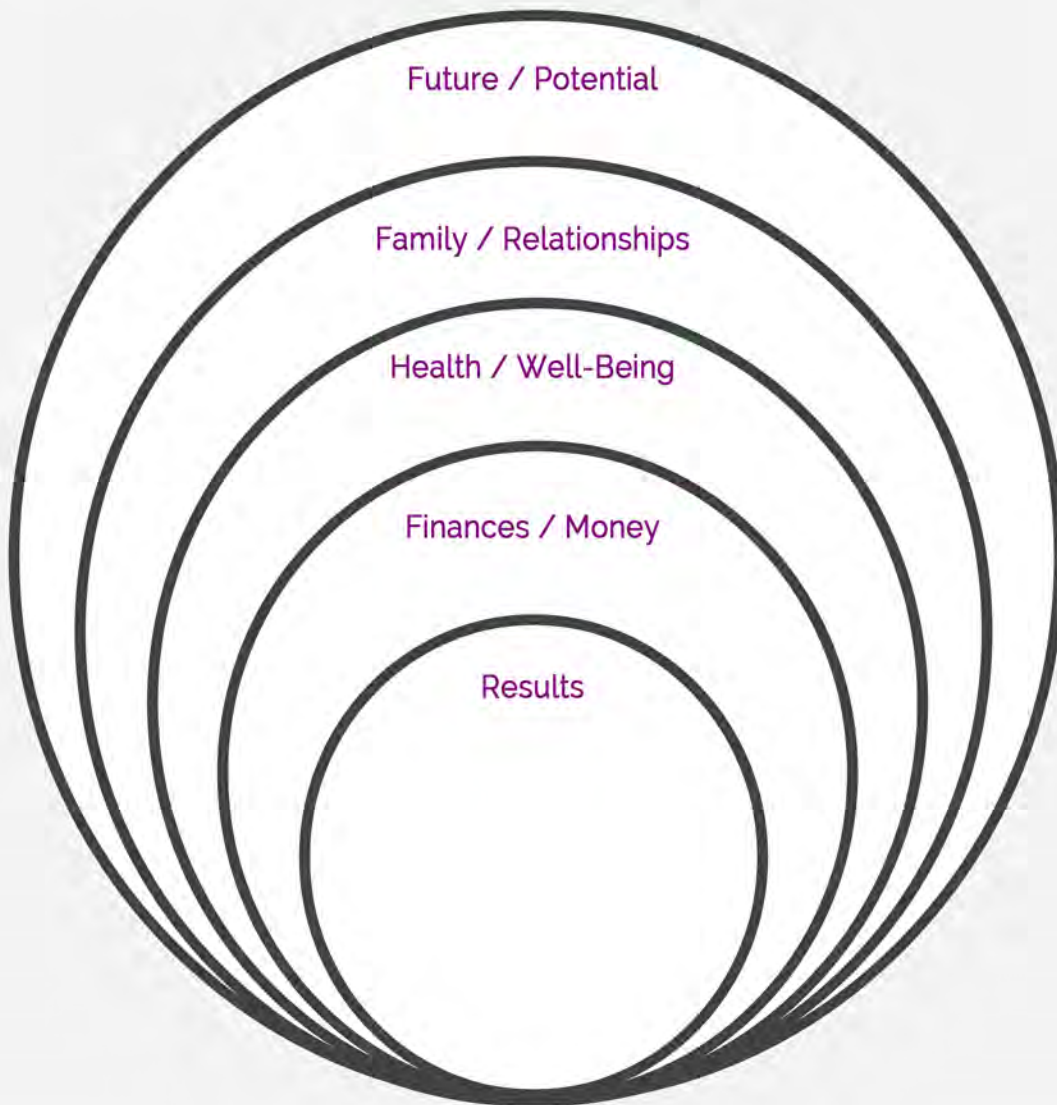 Future / Potential
Family / Relationships
Health / Well-Being
Finances / Money
Results